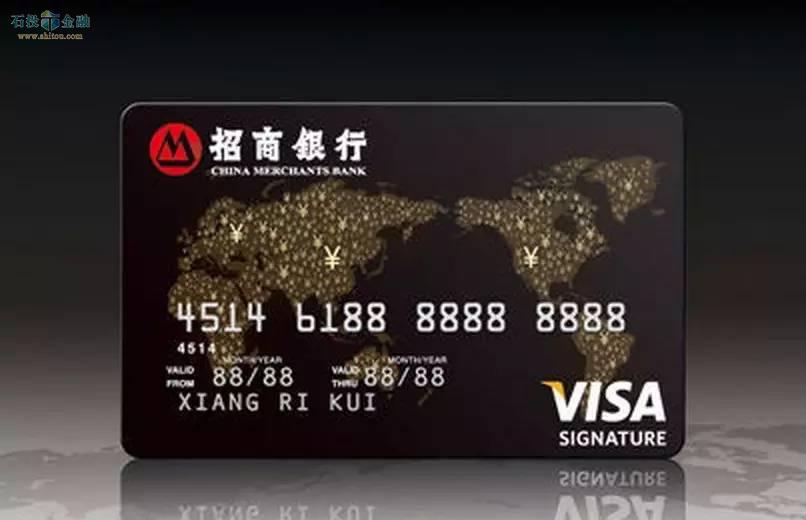 石投金融
www.shitou.com
招商銀行
CHINA MERCHANTS BANK
¥ ¥ ¥
4514 6188 8888 8888
4514
MONTH/YEAR MONTH/YEAR
VALID FROM 88/88 VALID THRU 88/88
XIANG RI KUI
VISA
SIGNATURE